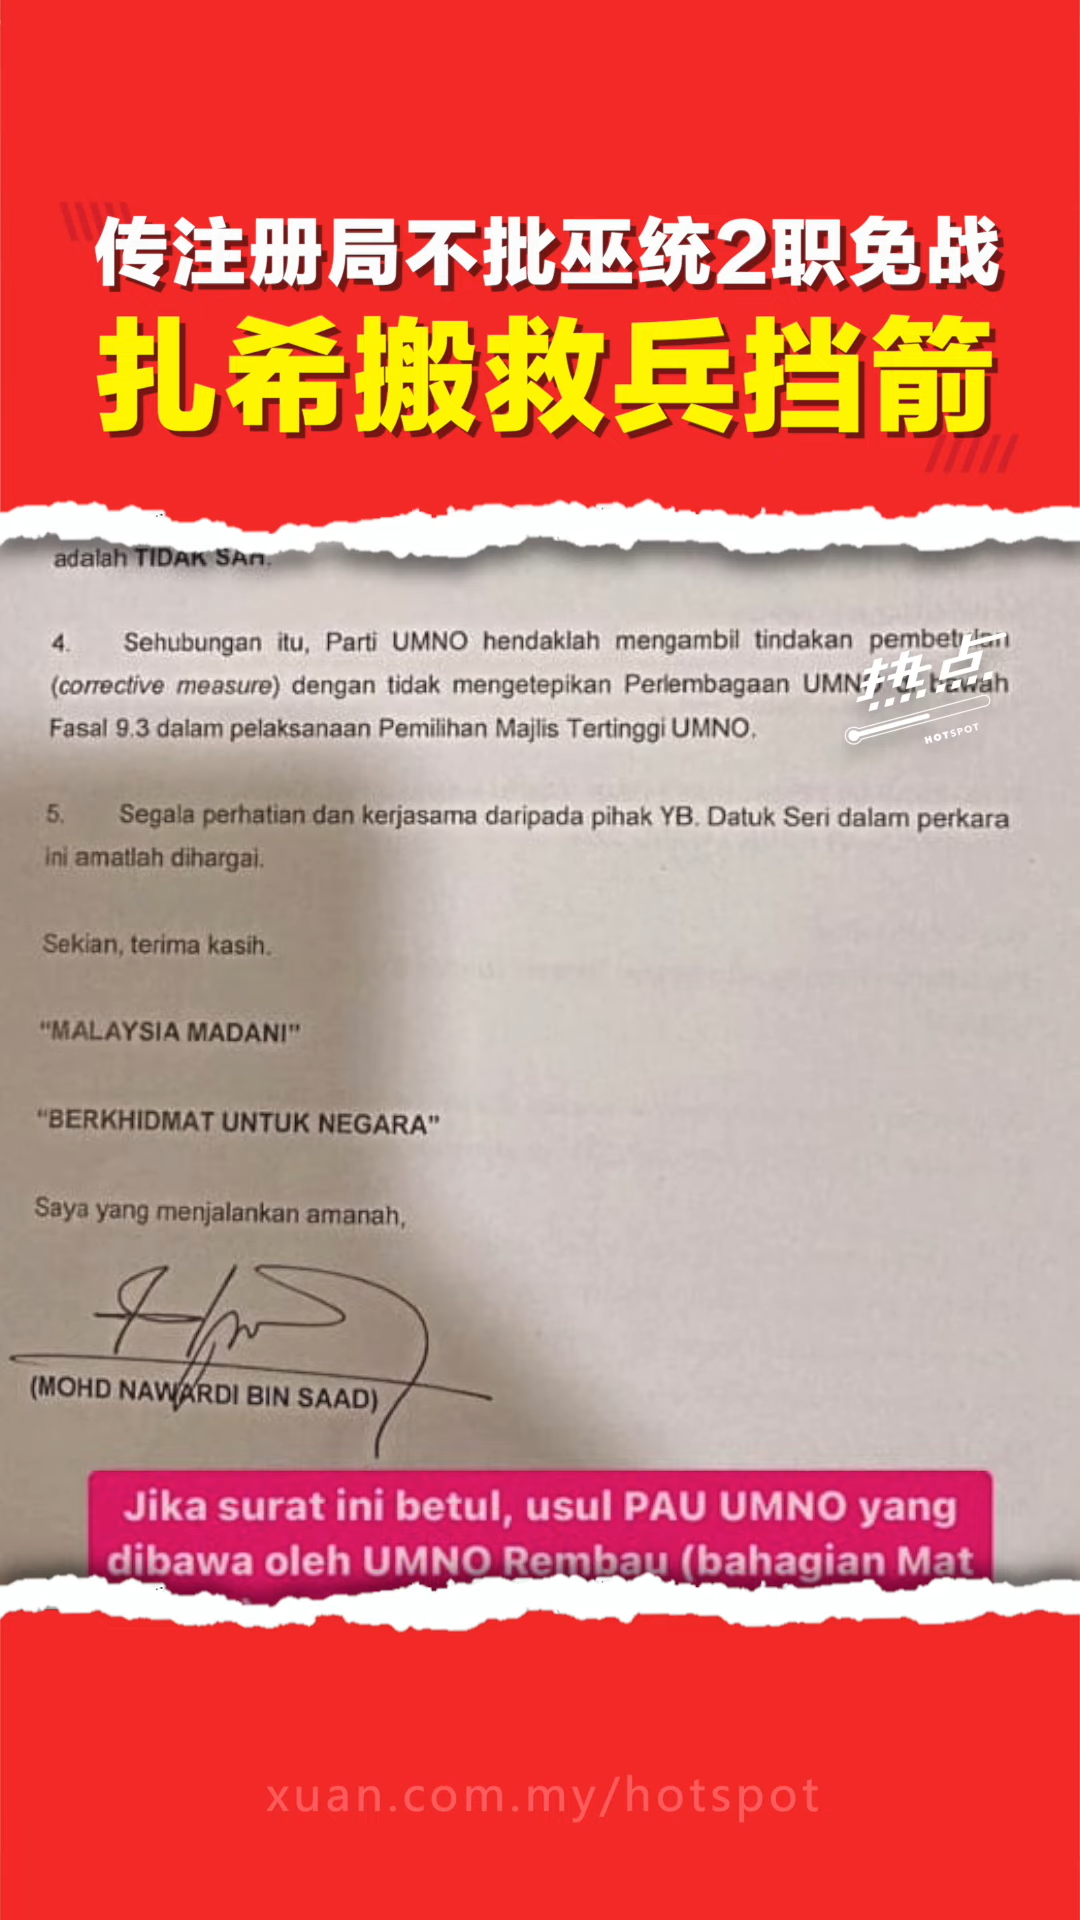 传注册局不批巫统2职免战
扎希搬救兵挡箭
adalah TIDAK SAH.
4. Sehubungan itu, Parti UMNO hendaklah mengambil tindakan pembetulan
(corrective measure) dengan tidak mengetepikan Perlembagaan UMNO di bawah
Fasal 9.3 dalam pelaksanaan Pemilihan Majlis Tertinggi UMNO.
热点
HOTSPOT
5. Segala perhatian dan kerjasama daripada pihak YB. Datuk Seri dalam perkara
ini amatlah dihargai.
Sekian, terima kasih.
“MALAYSIA MADANI”
“BERKHIDMAT UNTUK NEGARA”
Saya yang menjalankan amanah,
(MOHD NAWARDI BIN SAAD)
Jika surat ini betul, usul PAU UMNO yang
dibawa oleh UMNO Rembau (bahagian Mat
xuan.com.my/hotspot